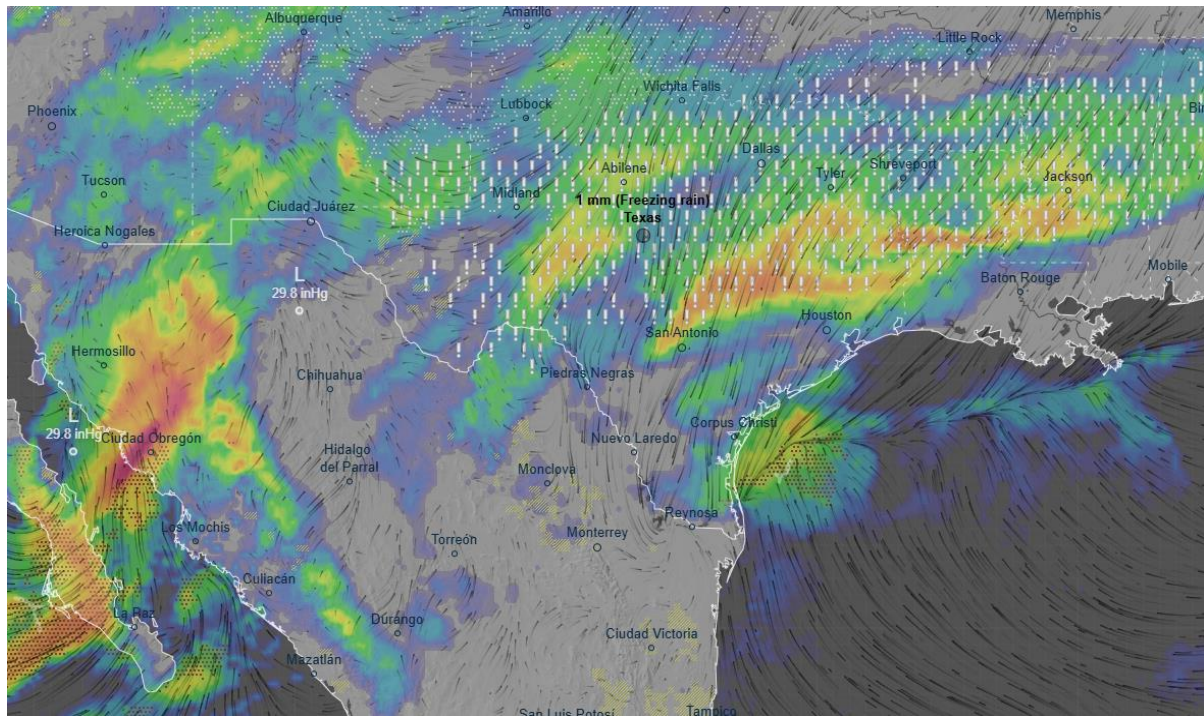 Albuquerque
Amarillo
Memphis
Little Rock
Wichita Falls
Lubbock
Phoenix
Dallas
Abilene
Tyler
Shreveport
Tucson
Midland
Jackson
1 mm (Freezing rain)
Texas
Ciudad Juárez
Heroica Nogales
Baton Rouge
Mobile
L
29.8 inHg
Houston
San Antonio
Hermosillo
Chihuahua
Piedras Negras
L
29.8 inHg
Ciudad Obregón
Corpus Christi
Nuevo Laredo
Hidalgo
del Parral
Monclova
Los Mochis
Reynosa
Torreón
Monterrey
Culiacán
La Paz
Durango
Ciudad Victoria
Mazatlán
San Luis Potosí
Tampico